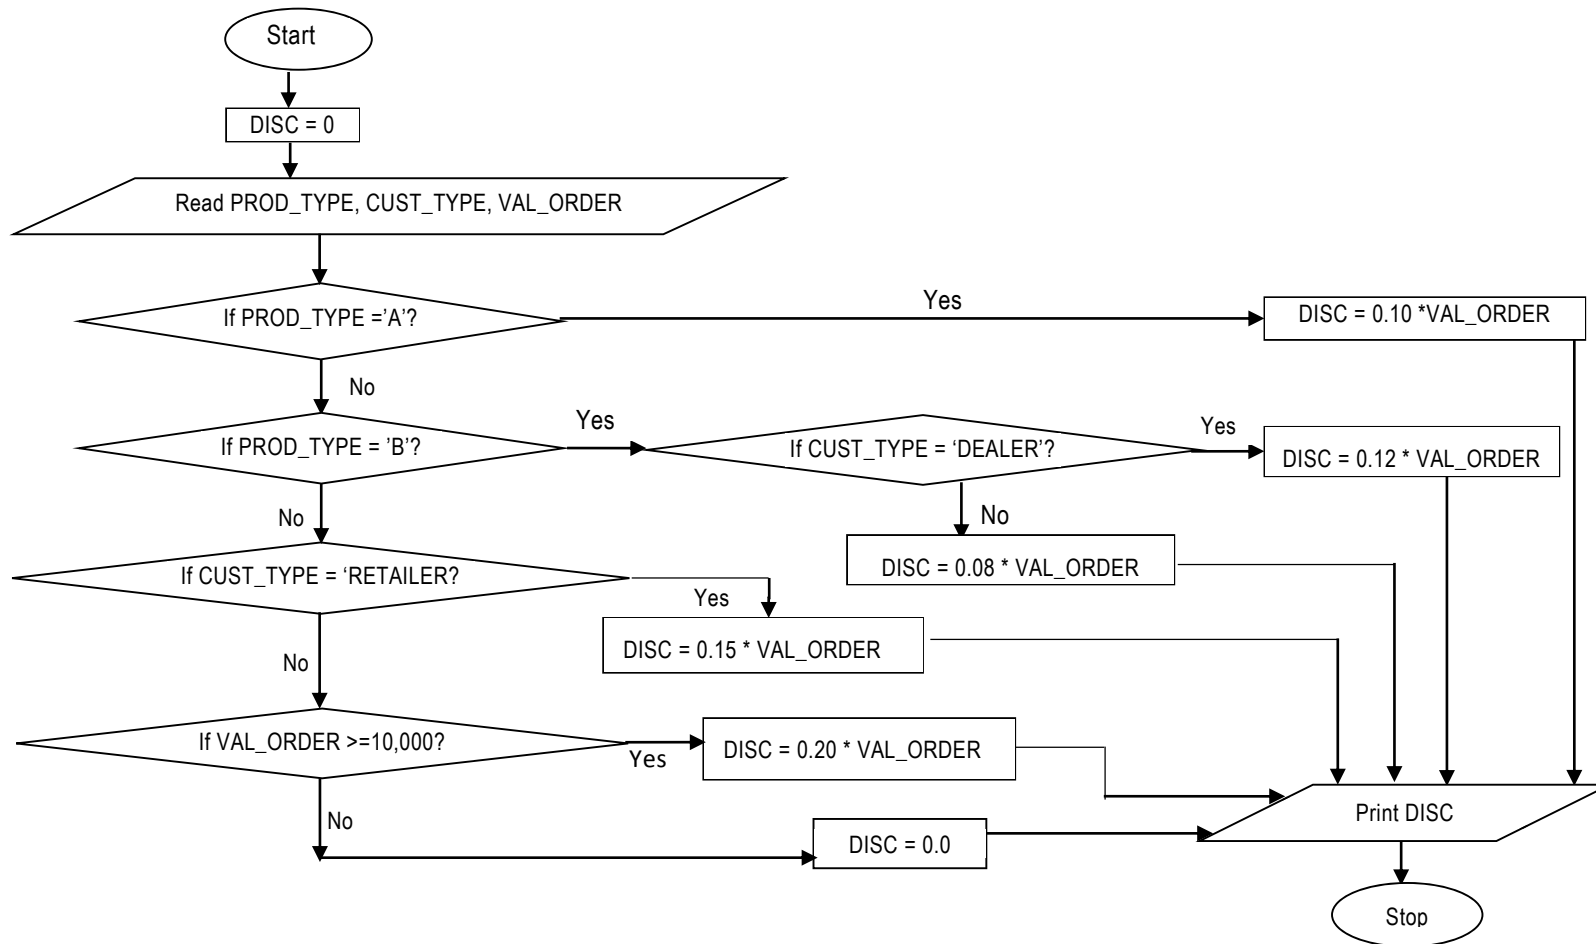 Start
DISC = 0
Read PROD_TYPE, CUST_TYPE, VAL_ORDER
If PROD_TYPE ='A'?
Yes
DISC = 0.10 *VAL_ORDER
No
If PROD_TYPE = 'B'?
Yes
If CUST_TYPE = ‘DEALER’?
Yes
DISC = 0.12 * VAL_ORDER
No
No
DISC = 0.08 * VAL_ORDER
If CUST_TYPE = ‘RETAILER?
Yes
DISC = 0.15 * VAL_ORDER
No
If VAL_ORDER >=10,000?
Yes
DISC = 0.20 * VAL_ORDER
No
DISC = 0.0
Print DISC
Stop